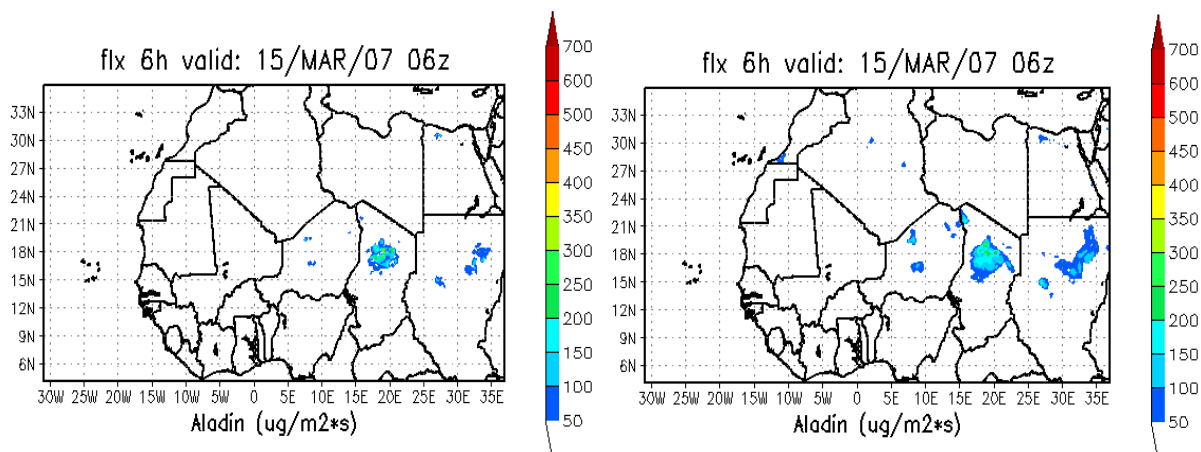 flx 6h valid: 15/MAR/07 06z
33N
30N
27N
24N
21N
18N
15N
12N
9N
6N
30W 25W 20W 15W 10W 5W 0 5E 10E 15E 20E 25E 30E 35E
Aladin (ug/m2*s)
700
600
500
450
400
350
300
250
200
150
100
50
flx 6h valid: 15/MAR/07 06z
33N
30N
27N
24N
21N
18N
15N
12N
9N
6N
30W 25W 20W 15W 10W 5W 0 5E 10E 15E 20E 25E 30E 35E
Aladin (ug/m2*s)
700
600
500
450
400
350
300
250
200
150
100
50